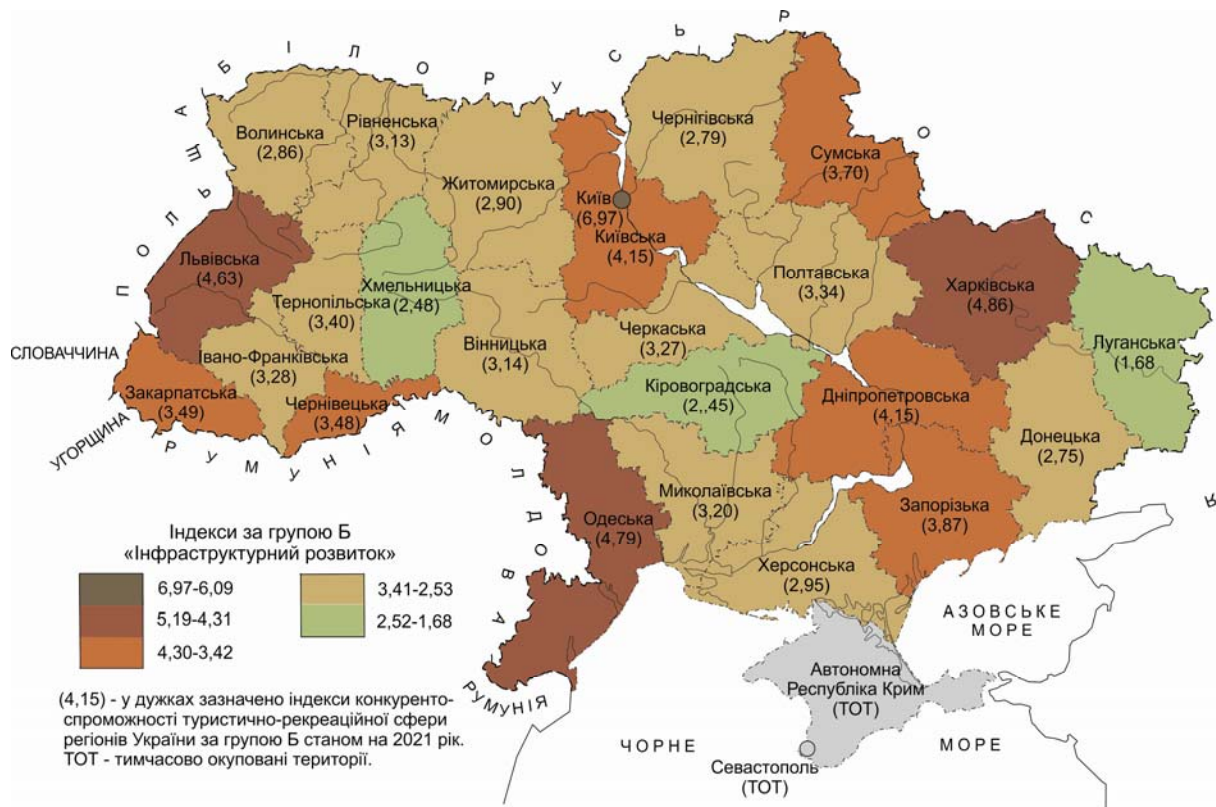 БІЛОРУСЬ
РОСІЯ
ПОЛЬЩА
Волинська
(2,86)
Рівненська
(3,13)
Житомирська
(2,90)
Чернігівська
(2,79)
Сумська
(3,70)
Київ
(6,97)
Київська
(4,15)
Львівська
(4,63)
Тернопільська
(3,40)
Хмельницька
(2,48)
Вінницька
(3,14)
Черкаська
(3,27)
Полтавська
(3,34)
Харківська
(4,86)
Луганська
(1,68
СЛОВАЧЧИНА
УГОРЩИНА
Івано-Франківська
(3,28)
Закарпатська
(3,49)
Чернівецька
(3,48)
РУМУНІЯ
МОЛДОВА
Кіровоградська
(2,,45)
Дніпропетровська
(4,15)
Донецька
(2,75)
Миколаївська
(3,20)
Запорізька
(3,87)
Одеська
(4,79)
Херсонська
(2,95)
РУМУНІЯ
АЗОВСЬКЕ
МОРЕ
Автономна
Республіка Крим
(ТОТ)
ЧОРНЕ МОРЕ
Севастополь
(ТОТ)
Індекси за групою Б
«Інфраструктурний розвиток»
6,97-6,09
5,19-4,31
4,30-3,42
3,41-2,53
2,52-1,68
(4,15) - у дужках зазначено індекси конкуренто-
спроможності туристично-рекреаційної сфери
регіонів України за групою Б станом на 2021 рік.
ТОТ - тимчасово окуповані території.